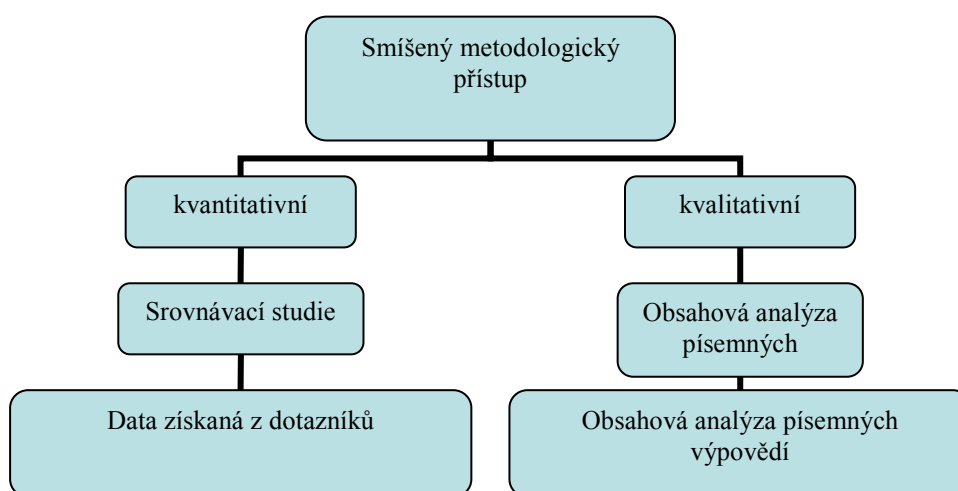 Smíšený metodologický
přístup
kvantitativní
kvalitativní
Srovnávací studie
Obsahová analýza
písemných
Data získaná z dotazníků
Obsahová analýza písemných
výpovědí